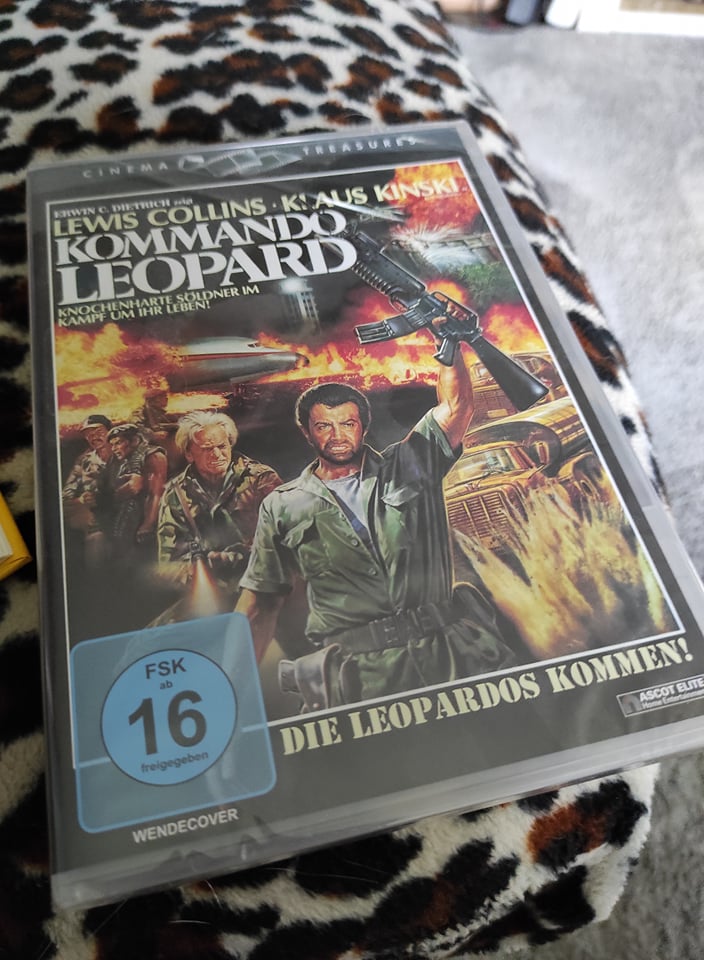 CINEMA TREASURES
ERWIN C. DIETRICH zeigt
LEWIS COLLINS · KLAUS KINSKI
KOMMANDO
LEOPARD
KNOCHENHARTE SÖLDNER IM
KAMPF UM IHR LEBEN!
DIE LEOPARDOS KOMMEN!
ASCOT ELITE
Home Entertainment
FSK
ab
16
freigegeben
WENDECOVER